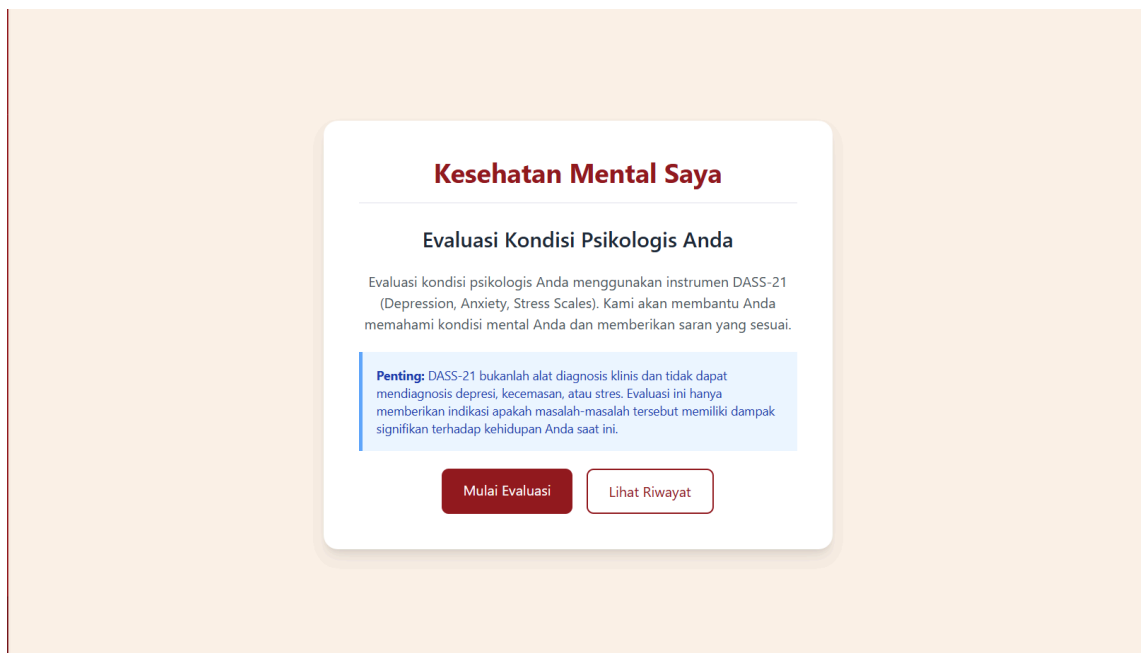 Kesehatan Mental Saya
Evaluasi Kondisi Psikologis Anda
Evaluasi kondisi psikologis Anda menggunakan instrumen DASS-21
(Depression, Anxiety, Stress Scales). Kami akan membantu Anda
memahami kondisi mental Anda dan memberikan saran yang sesuai.
Penting: DASS-21 bukanlah alat diagnosis klinis dan tidak dapat
mendiagnosis depresi, kecemasan, atau stres. Evaluasi ini hanya
memberikan indikasi apakah masalah-masalah tersebut memiliki dampak
signifikan terhadap kehidupan Anda saat ini.
Mulai Evaluasi
Lihat Riwayat